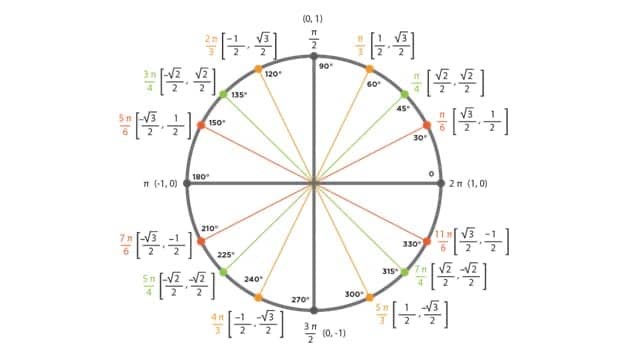 (0, 1)
π/2
90°
π/3 [1/2, √3/2]
60°
π/4 [√2/2, √2/2]
45°
π/6 [√3/2, 1/2]
30°
0
2π (1, 0)
11π/6 [√3/2, -1/2]
330°
7π/4 [√2/2, -√2/2]
315°
5π/3 [1/2, -√3/2]
300°
3π/2 (0, -1)
270°
4π/3 [-1/2, -√3/2]
240°
5π/4 [-√2/2, -√2/2]
225°
7π/6 [-√3/2, -1/2]
210°
π (-1, 0)
180°
5π/6 [-√3/2, 1/2]
150°
3π/4 [-√2/2, √2/2]
135°
2π/3 [-1/2, √3/2]
120°